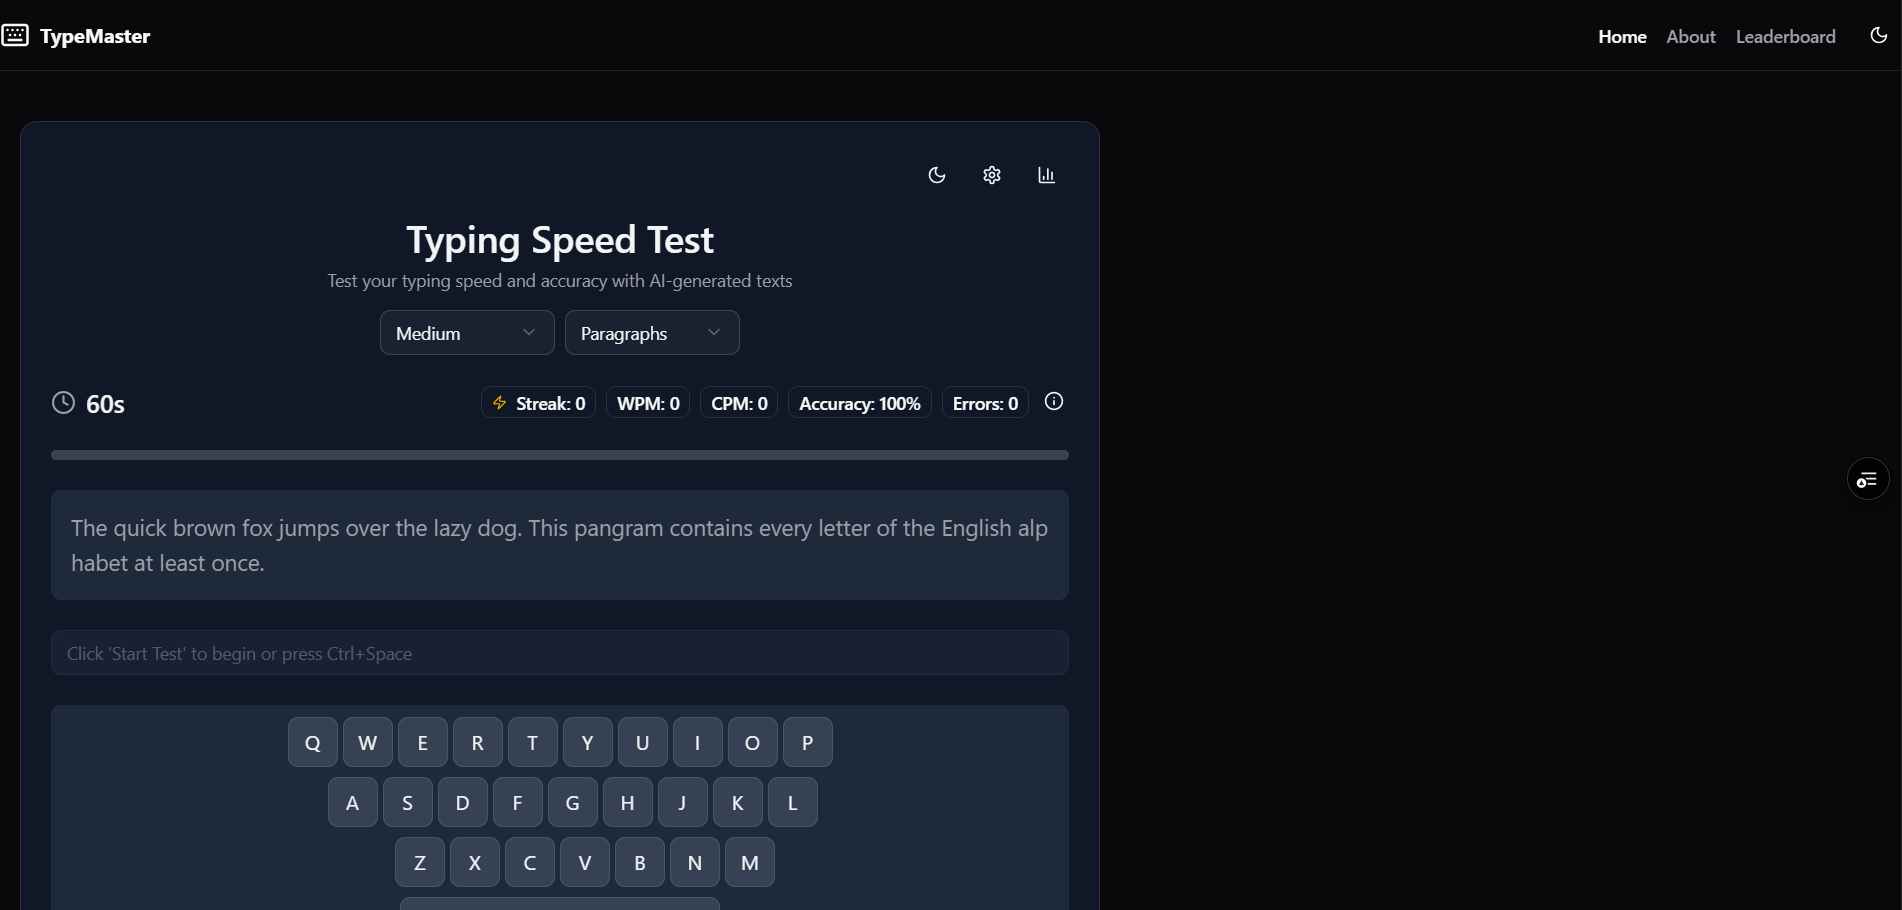 TypeMaster
Home About Leaderboard
Typing Speed Test
Test your typing speed and accuracy with AI-generated texts
Medium Paragraphs
60s Streak: 0 WPM: 0 CPM: 0 Accuracy: 100% Errors: 0
The quick brown fox jumps over the lazy dog. This pangram contains every letter of the English alp
habet at least once.
Click 'Start Test' to begin or press Ctrl+Space
Q W E R T Y U I O P
A S D F G H J K L
Z X C V B N M